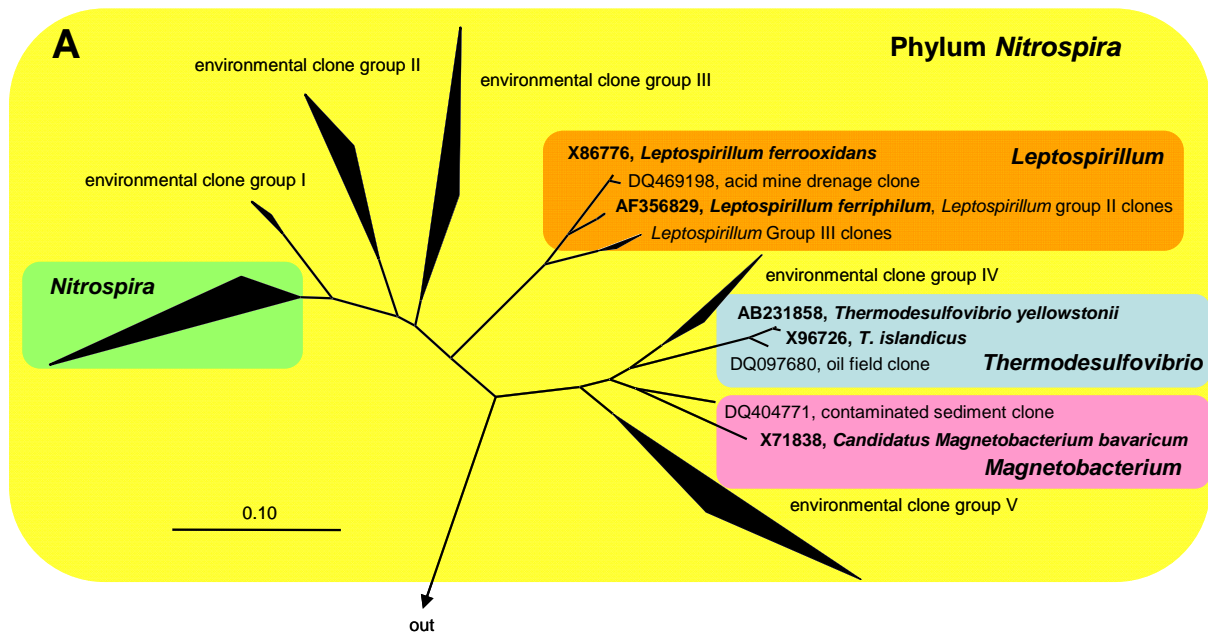 A
Phylum Nitrospira
environmental clone group II
environmental clone group III
environmental clone group I
X86776, Leptospirillum ferrooxidans
Leptospirillum
DQ469198, acid mine drenage clone
AF356829, Leptospirillum ferriphilum, Leptospirillum group II clones
Leptospirillum Group III clones
Nitrospira
environmental clone group IV
AB231858, Thermodesulfovibrio yellowstonii
X96726, T. islandicus
DQ097680, oil field clone
Thermodesulfovibrio
DQ404771, contaminated sediment clone
X71838, Candidatus Magnetobacterium bavaricum
Magnetobacterium
environmental clone group V
0.10
out